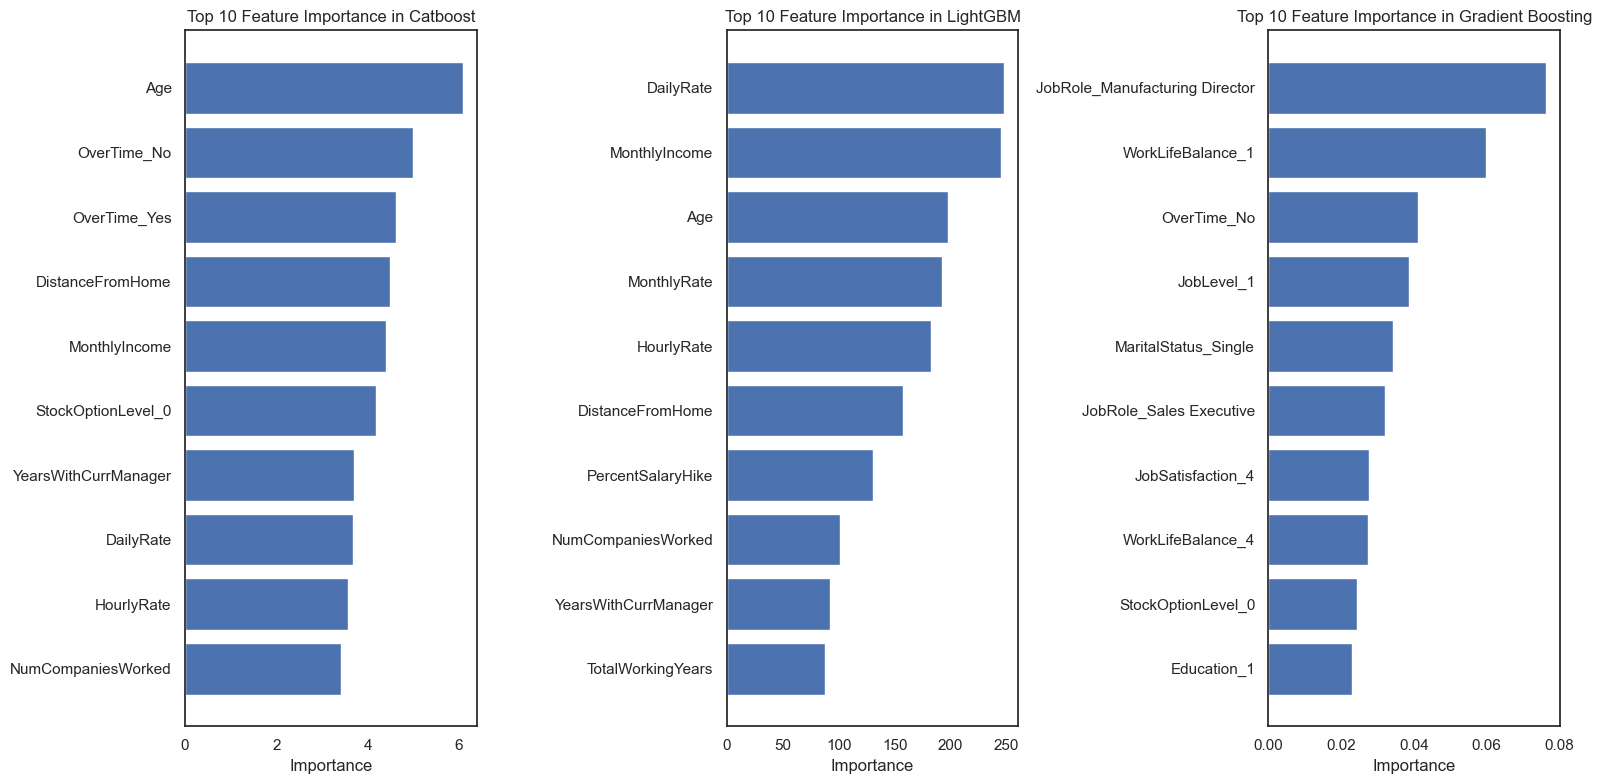 Top 10 Feature Importance in Catboost
Age
OverTime_No
OverTime_Yes
DistanceFromHome
MonthlyIncome
StockOptionLevel_0
YearsWithCurrManager
DailyRate
HourlyRate
NumCompaniesWorked
0 2 4 6
Importance
Top 10 Feature Importance in LightGBM
DailyRate
MonthlyIncome
Age
MonthlyRate
HourlyRate
DistanceFromHome
PercentSalaryHike
NumCompaniesWorked
YearsWithCurrManager
TotalWorkingYears
0 50 100 150 200 250
Importance
Top 10 Feature Importance in Gradient Boosting
JobRole_Manufacturing Director
WorkLifeBalance_1
OverTime_No
JobLevel_1
MaritalStatus_Single
JobRole_Sales Executive
JobSatisfaction_4
WorkLifeBalance_4
StockOptionLevel_0
Education_1
0.00 0.02 0.04 0.06 0.08
Importance